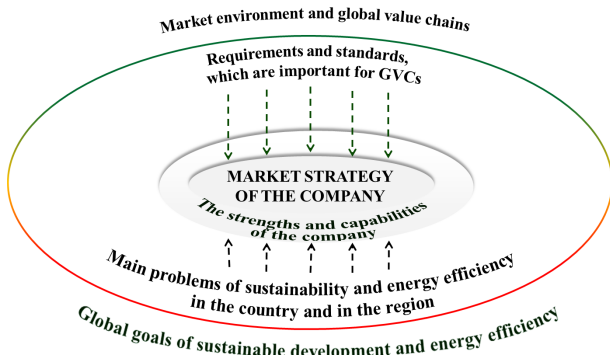 Market environment and global value chains
Requirements and standards,
which are important for GVCs
MARKET STRATEGY
OF THE COMPANY
The strengths and capabilities
of the company
Main problems of sustainability and energy efficiency
in the country and in the region
Global goals of sustainable development and energy efficiency